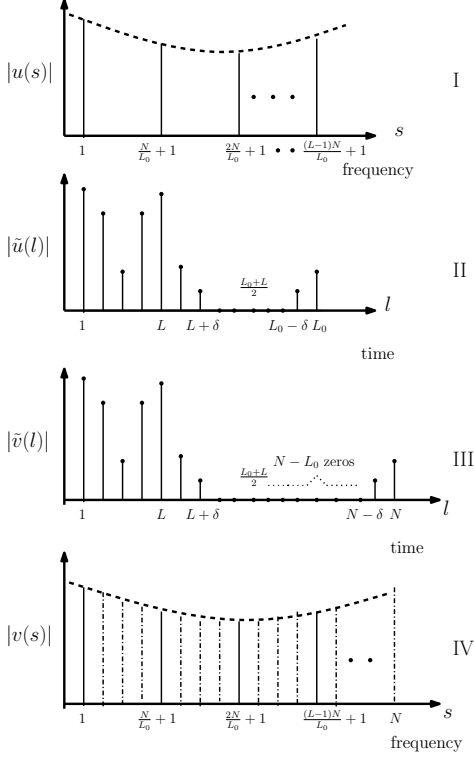 |u(s)|
I
s
1 N/L₀ + 1 2N/L₀ + 1 (L−1)N/L₀ + 1
frequency
|ũ(l)|
II
L₀+L/2
l
1 L L + δ L₀ − δ L₀
time
|ṽ(l)|
III
N − L₀ zeros
L₀+L/2
l
1 L L + δ N − δ N
time
|v(s)|
IV
s
1 N/L₀ + 1 2N/L₀ + 1 (L−1)N/L₀ + 1 N
frequency